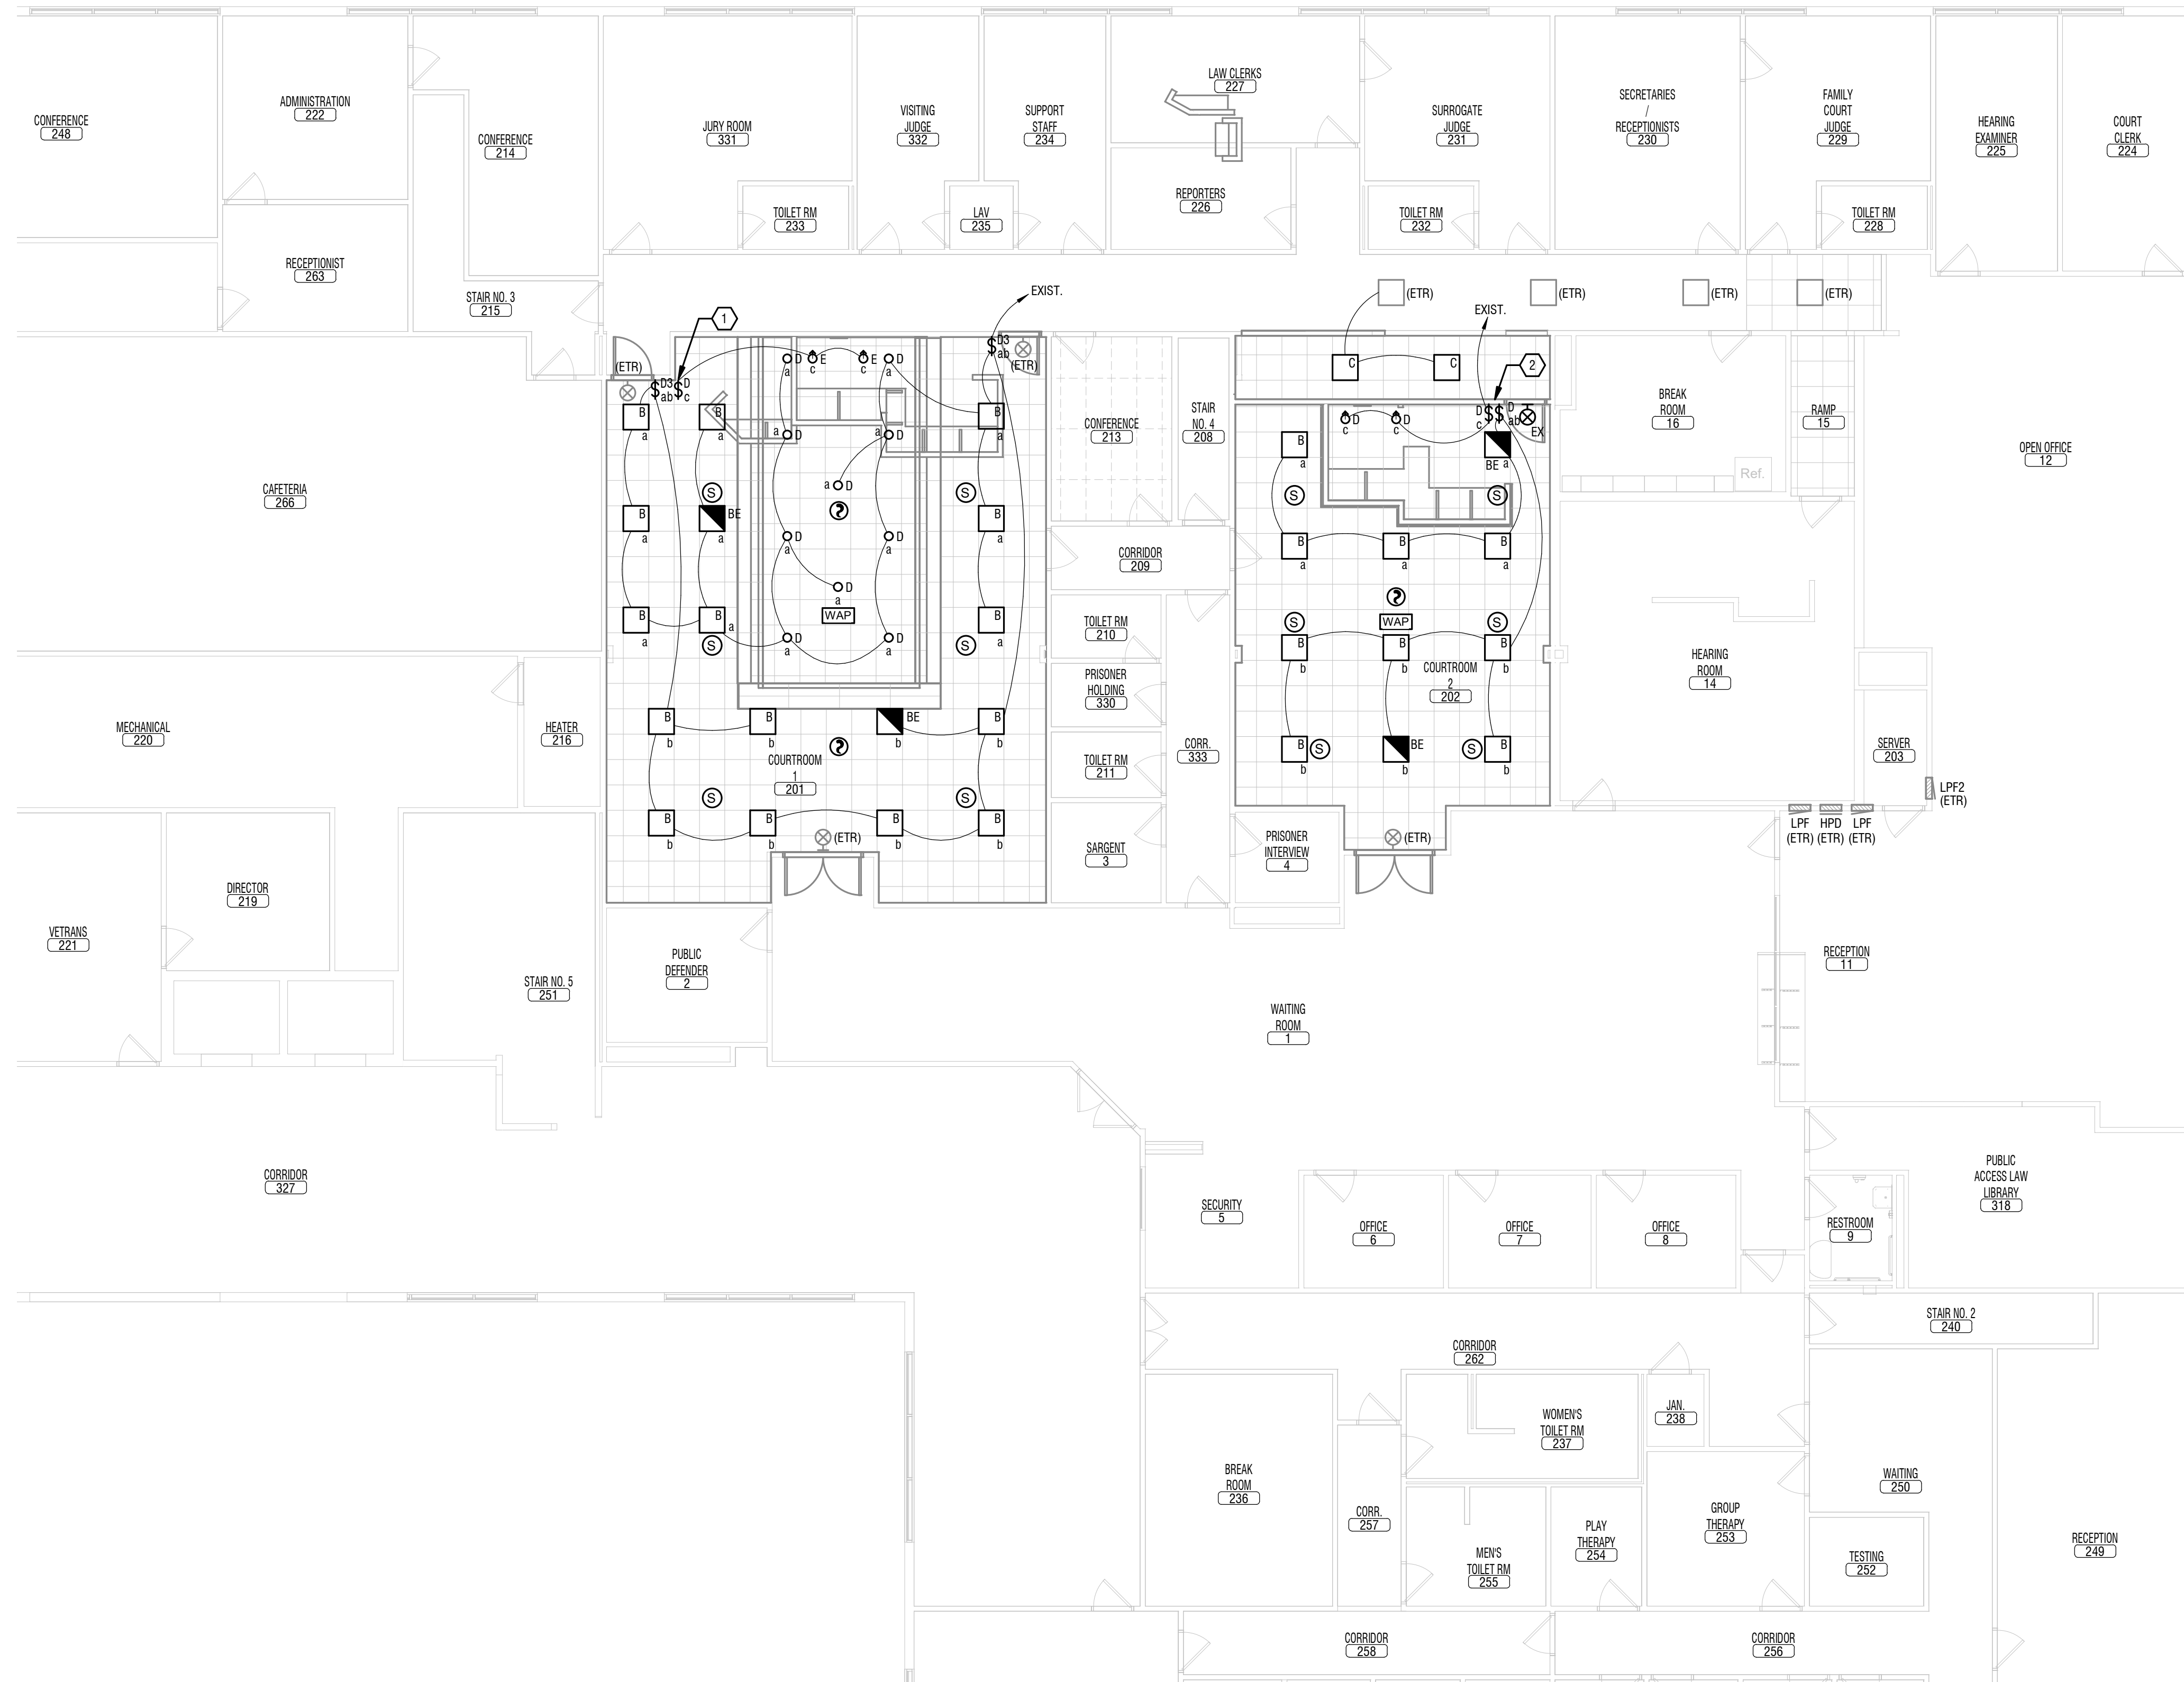 CONFERENCE
248
ADMINISTRATION
222
CONFERENCE
214
JURY ROOM
331
VISITING
JUDGE
332
SUPPORT
STAFF
234
LAW CLERKS
227
SURROGATE
JUDGE
231
SECRETARIES
/
RECEPTIONISTS
230
FAMILY
COURT
JUDGE
229
HEARING
EXAMINER
225
COURT
CLERK
224
REPORTERS
226
TOILET RM
233
LAV
235
TOILET RM
232
TOILET RM
228
RECEPTIONIST
263
STAIR NO. 3
215
EXIST.
(ETR)
(ETR)
(ETR)
(ETR)
EXIST.
1
(ETR)
$ D3
ab
$ D
c
D
a
E
c
E
c
D
a
$ D3
ab
(ETR)
B
a
B
a
a D
a D
B
a
a D
S
S
B
a
BE
a
D
a
D
a
B
a
D
a
WAP
B
a
B
a
D
a
D
a
B
a
S
S
B
b
B
b
BE
b
B
b
COURTROOM
1
201
S
S
B
b
B
b
B
b
B
b
(ETR)
C
C
2
D
c
D
c
D
c
$$
D
ab
EX
B
a
BE
a
S
S
B
a
B
a
B
a
S
WAP
S
B
b
B
b
B
b
COURTROOM
2
202
B
b
S
BE
b
S
B
b
(ETR)
CONFERENCE
213
STAIR
NO. 4
208
BREAK
ROOM
16
Ref.
RAMP
15
OPEN OFFICE
12
CAFETERIA
266
CORRIDOR
209
TOILET RM
210
PRISONER
HOLDING
330
TOILET RM
211
CORR.
333
SARGENT
3
PRISONER
INTERVIEW
4
HEARING
ROOM
14
SERVER
203
LPF2
(ETR)
LPF
(ETR)
HPD
(ETR)
LPF
(ETR)
MECHANICAL
220
HEATER
216
DIRECTOR
219
VETRANS
221
STAIR NO. 5
251
PUBLIC
DEFENDER
2
WAITING
ROOM
1
RECEPTION
11
CORRIDOR
327
SECURITY
5
OFFICE
6
OFFICE
7
OFFICE
8
RESTROOM
9
PUBLIC
ACCESS LAW
LIBRARY
318
STAIR NO. 2
240
CORRIDOR
262
BREAK
ROOM
236
CORR.
257
WOMEN'S
TOILET RM
237
JAN.
238
MEN'S
TOILET RM
255
PLAY
THERAPY
254
GROUP
THERAPY
253
WAITING
250
TESTING
252
RECEPTION
249
CORRIDOR
258
CORRIDOR
256